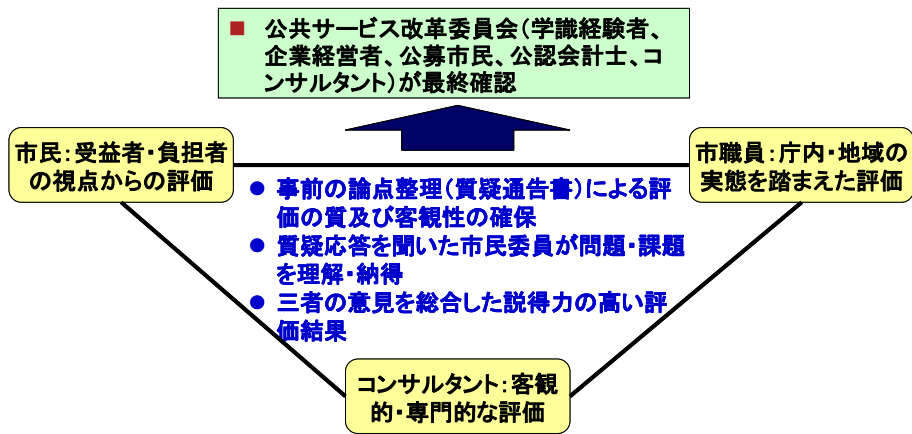 ■ 公共サービス改革委員会(学識経験者、
企業経営者、公募市民、公認会計士、コ
ンサルタント)が最終確認
市民:受益者・負担者
の視点からの評価
市職員:庁内・地域の
実態を踏まえた評価
● 事前の論点整理(質疑通告書)による評
価の質及び客観性の確保
● 質疑応答を聞いた市民委員が問題・課題
を理解・納得
● 三者の意見を総合した説得力の高い評
価結果
コンサルタント:客観
的・専門的な評価